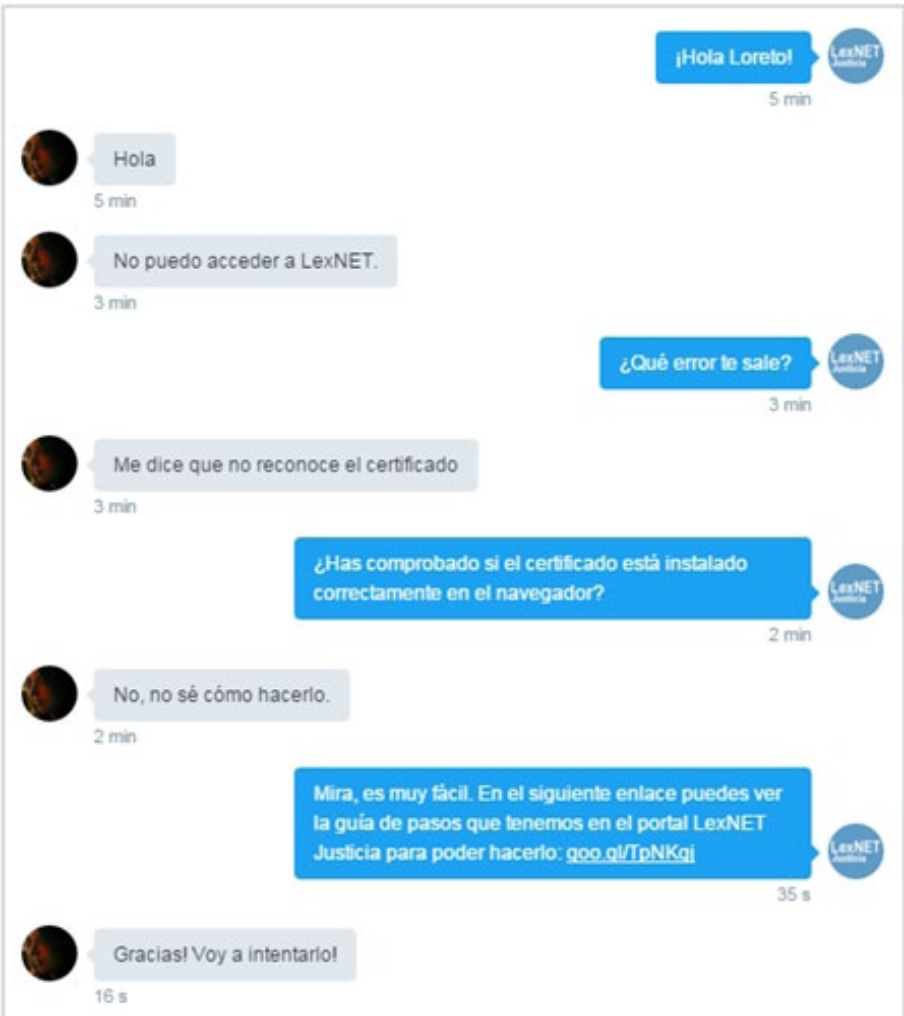 ¡Hola Loreto!
LexNET
Justicia
5 min
Hola
5 min
No puedo acceder a LexNET.
3 min
¿Qué error te sale?
LexNET
Justicia
3 min
Me dice que no reconoce el certificado
3 min
¿Has comprobado si el certificado está instalado
correctamente en el navegador?
LexNET
Justicia
2 min
No, no sé cómo hacerlo.
2 min
Mira, es muy fácil. En el siguiente enlace puedes ver
la guía de pasos que tenemos en el portal LexNET
Justicia para poder hacerlo: goo.gl/TpNKgj
LexNET
Justicia
35 s
Gracias! Voy a intentarlo!
16 s